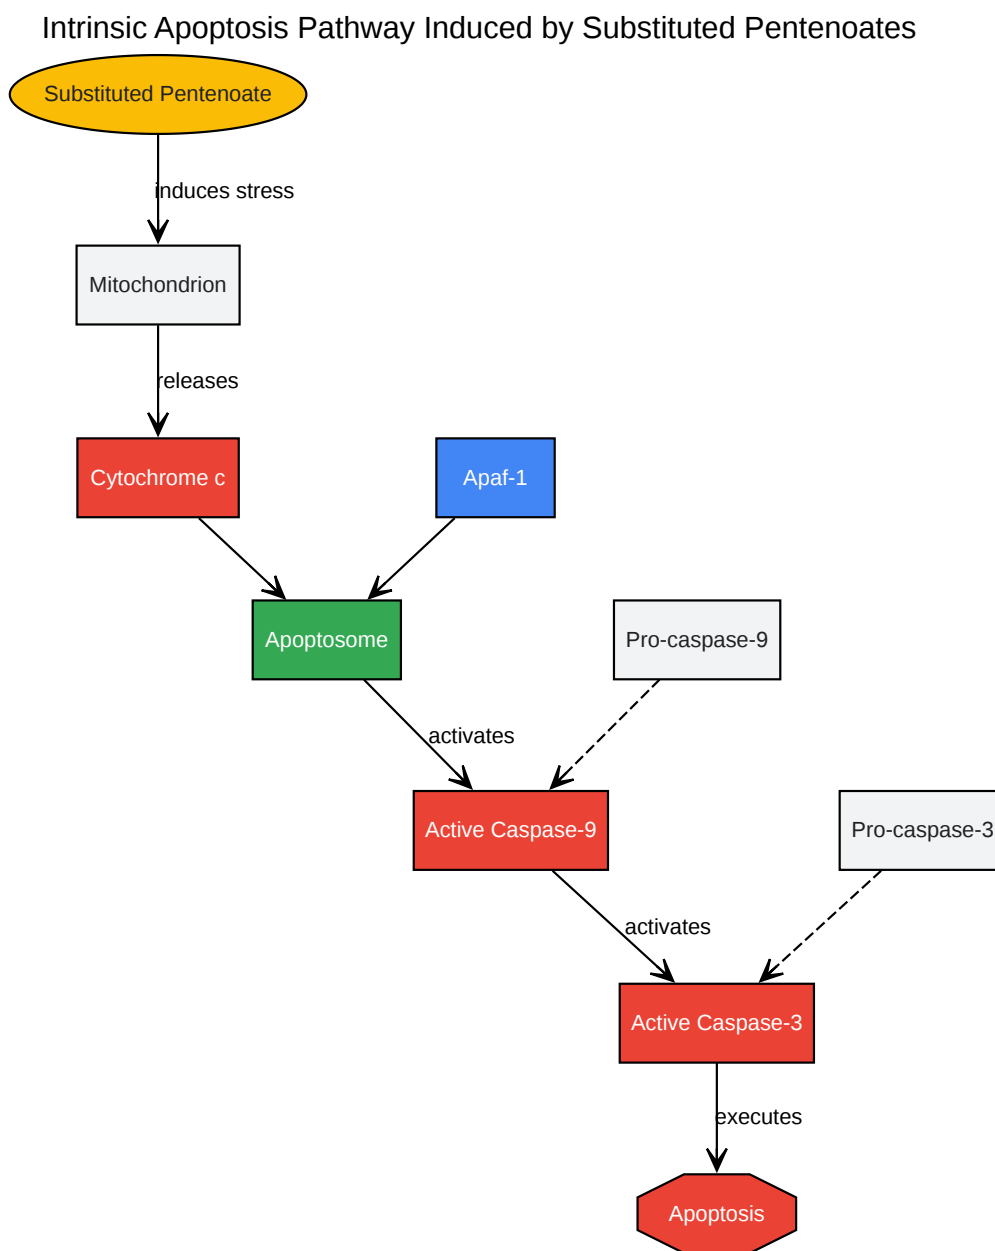 Intrinsic Apoptosis Pathway Induced by Substituted Pentenoates
Substituted Pentenoate
induces stress
Mitochondrion
releases
Cytochrome c
Apaf-1
Apoptosome
Pro-caspase-9
activates
Active Caspase-9
Pro-caspase-3
activates
Active Caspase-3
executes
Apoptosis